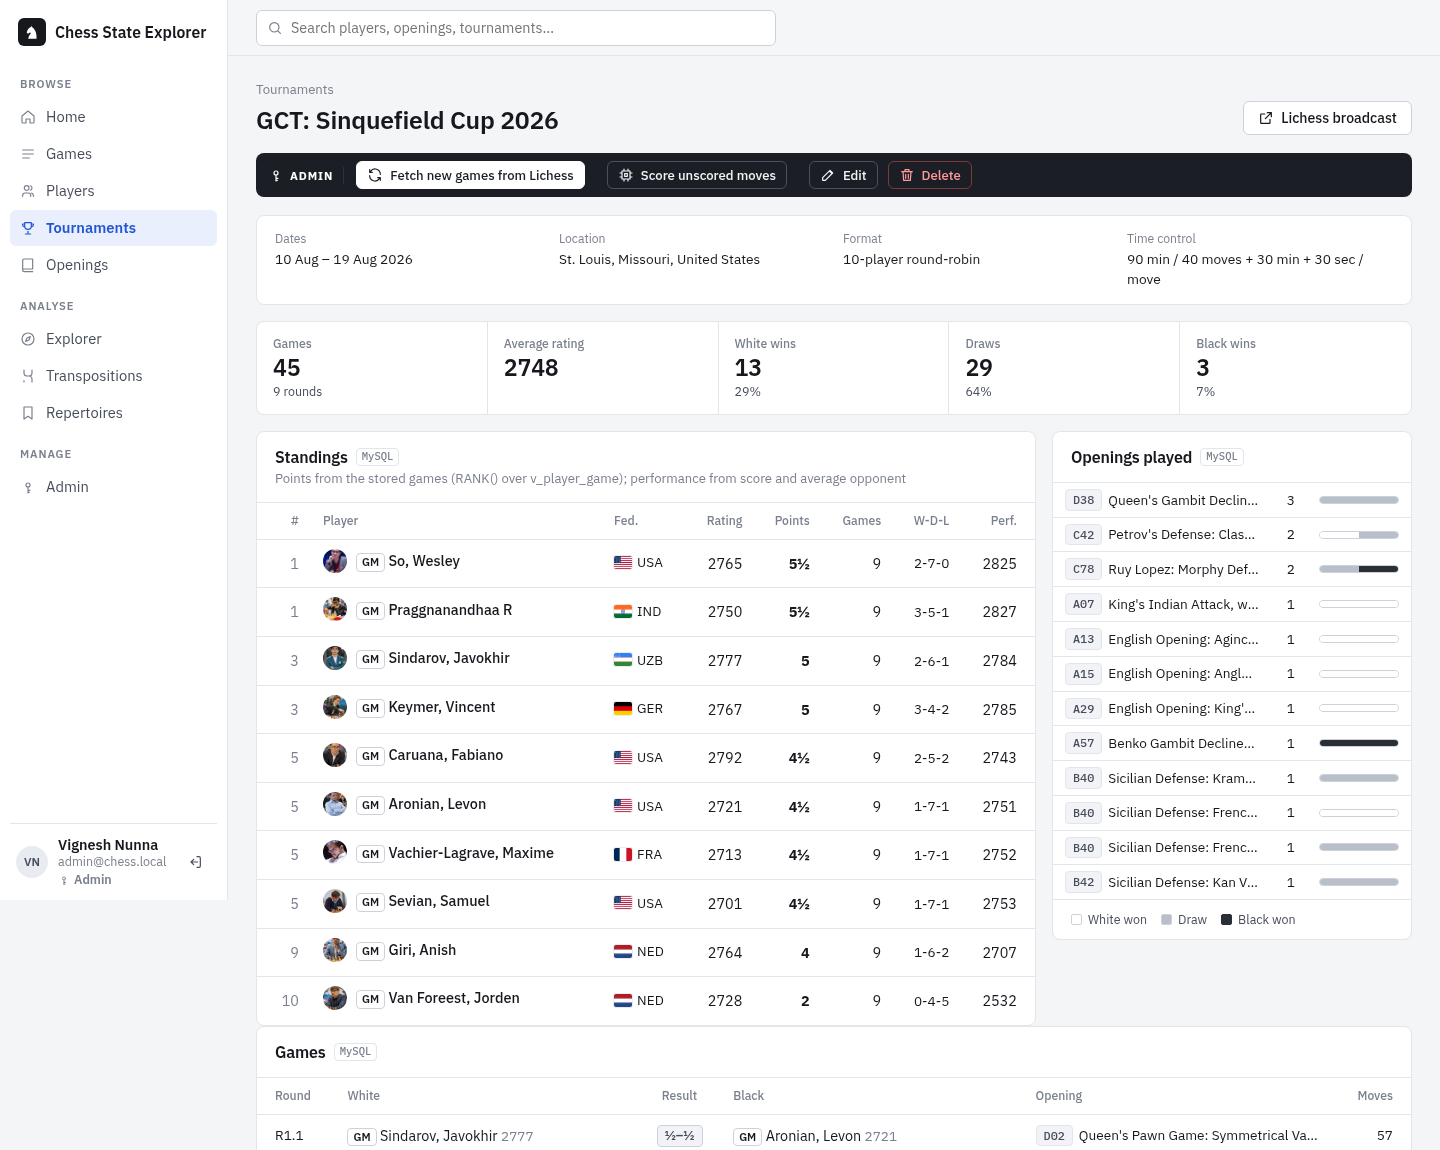 Chess State Explorer
Search players, openings, tournaments...
BROWSE
Home
Games
Players
Tournaments
Openings
ANALYSE
Explorer
Transpositions
Repertoires
MANAGE
Admin
VN
Vignesh Nunna
admin@chess.local
Admin
Tournaments
GCT: Sinquefield Cup 2026
Lichess broadcast
ADMIN Fetch new games from Lichess Score unscored moves Edit Delete
Dates
10 Aug – 19 Aug 2026
Location
St. Louis, Missouri, United States
Format
10-player round-robin
Time control
90 min / 40 moves + 30 min + 30 sec /
move
Games
45
9 rounds
Average rating
2748
White wins
13
29%
Draws
29
64%
Black wins
3
7%
Standings MySQL
Points from the stored games (RANK() over v_player_game); performance from score and average opponent
# Player Fed. Rating Points Games W-D-L Perf.
1 GM So, Wesley USA 2765 5½ 9 2-7-0 2825
1 GM Praggnanandhaa R IND 2750 5½ 9 3-5-1 2827
3 GM Sindarov, Javokhir UZB 2777 5 9 2-6-1 2784
3 GM Keymer, Vincent GER 2767 5 9 3-4-2 2785
5 GM Caruana, Fabiano USA 2792 4½ 9 2-5-2 2743
5 GM Aronian, Levon USA 2721 4½ 9 1-7-1 2751
5 GM Vachier-Lagrave, Maxime FRA 2713 4½ 9 1-7-1 2752
5 GM Sevian, Samuel USA 2701 4½ 9 1-7-1 2753
9 GM Giri, Anish NED 2764 4 9 1-6-2 2707
10 GM Van Foreest, Jorden NED 2728 2 9 0-4-5 2532
Openings played MySQL
D38 Queen's Gambit Declin... 3
C42 Petrov's Defense: Clas... 2
C78 Ruy Lopez: Morphy Def... 2
A07 King's Indian Attack, w... 1
A13 English Opening: Aginc... 1
A15 English Opening: Angl... 1
A29 English Opening: King'... 1
A57 Benko Gambit Decline... 1
B40 Sicilian Defense: Kram... 1
B40 Sicilian Defense: Frenc... 1
B40 Sicilian Defense: Frenc... 1
B42 Sicilian Defense: Kan V... 1
White won Draw Black won
Games MySQL
Round White Result Black Opening Moves
R1.1 GM Sindarov, Javokhir 2777 ½–½ GM Aronian, Levon 2721 D02 Queen's Pawn Game: Symmetrical Va... 57